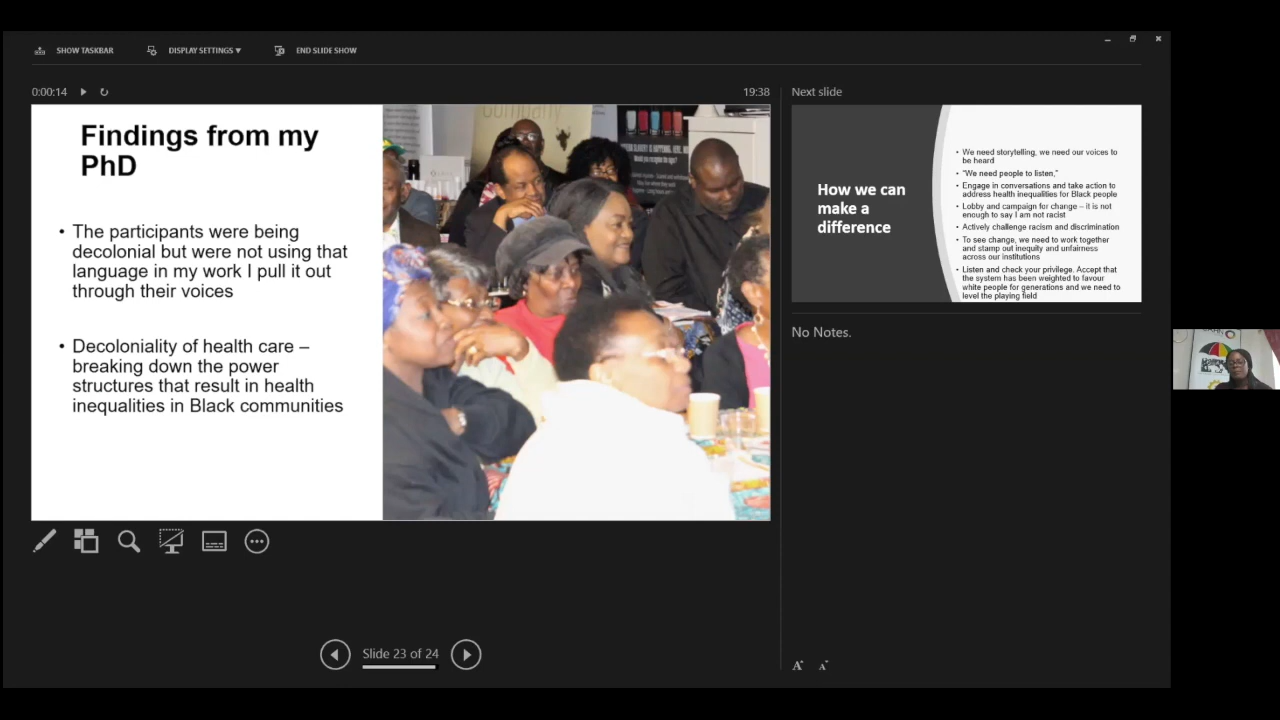 SHOW TASKBAR
DISPLAY SETTINGS ▾
END SLIDE SHOW
0:00:14
19:38
Findings from my
PhD
• The participants were being
decolonial but were not using that
language in my work I pull it out
through their voices
• Decoloniality of health care –
breaking down the power
structures that result in health
inequalities in Black communities
company
Next slide
How we can
make a
difference
• We need storytelling, we need our voices to
be heard
• "We need people to listen,"
• Engage in conversations and take action to
address health inequalities for Black people
• Lobby and campaign for change – it is not
enough to say I am not racist
• Actively challenge racism and discrimination
• To see change, we need to work together
and stamp out inequity and unfairness
across our institutions
• Listen and check your privilege. Accept that
the system has been weighted to favour
white people for generations and we need to
level the playing field
No Notes.
Slide 23 of 24
A A